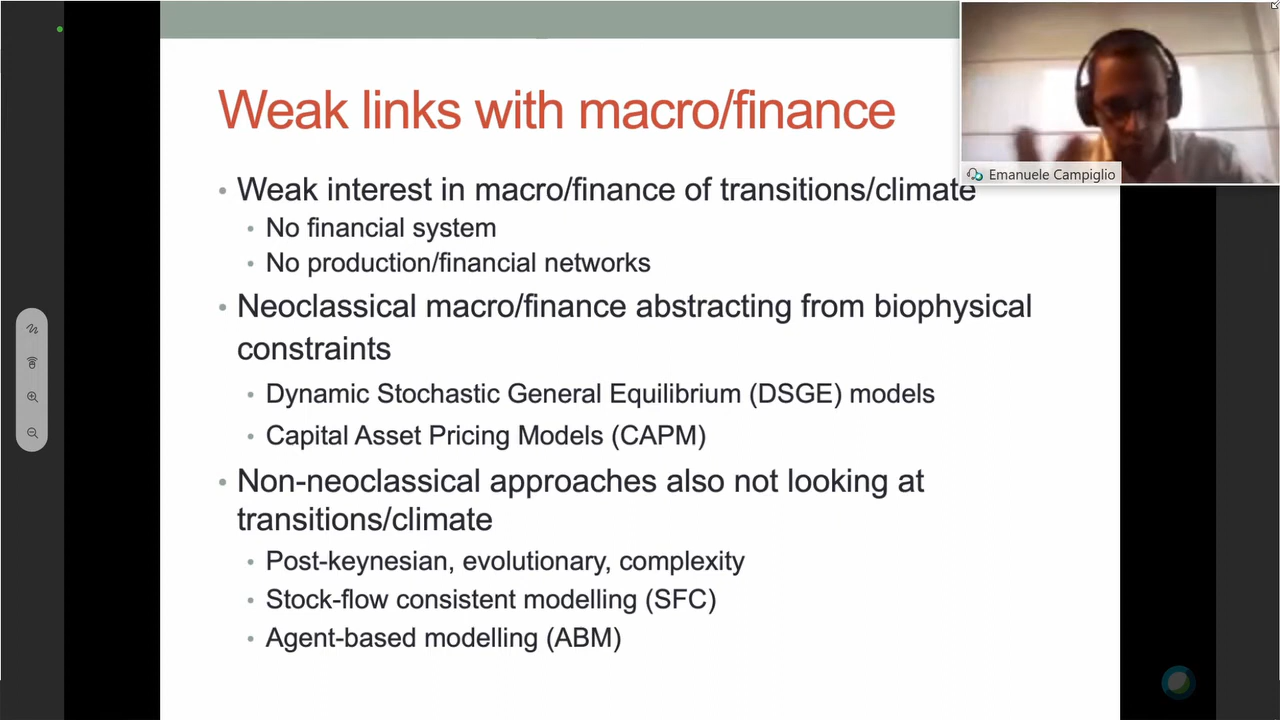 Weak links with macro/finance
Emanuele Campiglio
• Weak interest in macro/finance of transitions/climate
• No financial system
• No production/financial networks
• Neoclassical macro/finance abstracting from biophysical
constraints
• Dynamic Stochastic General Equilibrium (DSGE) models
• Capital Asset Pricing Models (CAPM)
• Non-neoclassical approaches also not looking at
transitions/climate
• Post-keynesian, evolutionary, complexity
• Stock-flow consistent modelling (SFC)
• Agent-based modelling (ABM)